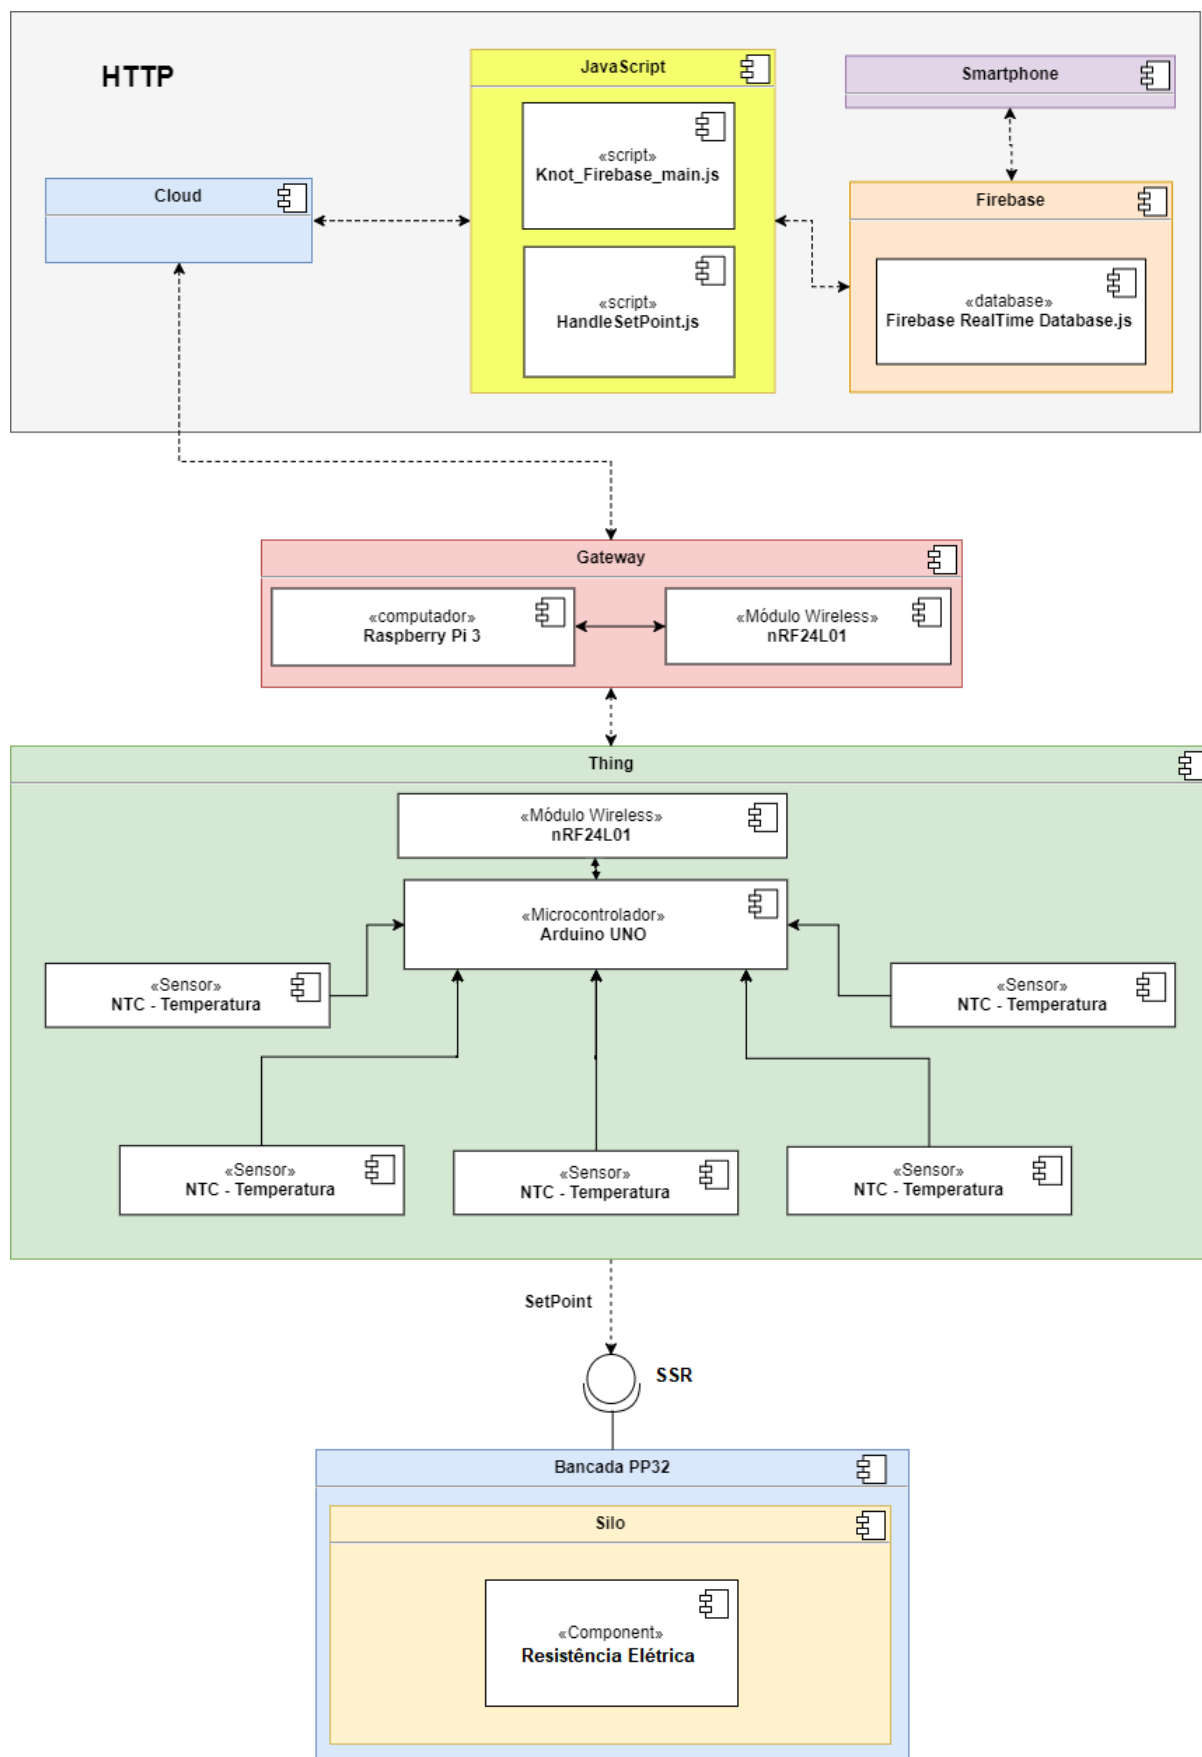 HTTP
JavaScript
«script»
Knot_Firebase_main.js
«script»
HandleSetPoint.js
Smartphone
Cloud
Firebase
«database»
Firebase RealTime Database.js
Gateway
«computador»
Raspberry Pi 3
«Módulo Wireless»
nRF24L01
Thing
«Módulo Wireless»
nRF24L01
«Microcontrolador»
Arduino UNO
«Sensor»
NTC - Temperatura
«Sensor»
NTC - Temperatura
«Sensor»
NTC - Temperatura
«Sensor»
NTC - Temperatura
«Sensor»
NTC - Temperatura
SetPoint
SSR
Bancada PP32
Silo
«Component»
Resistência Elétrica